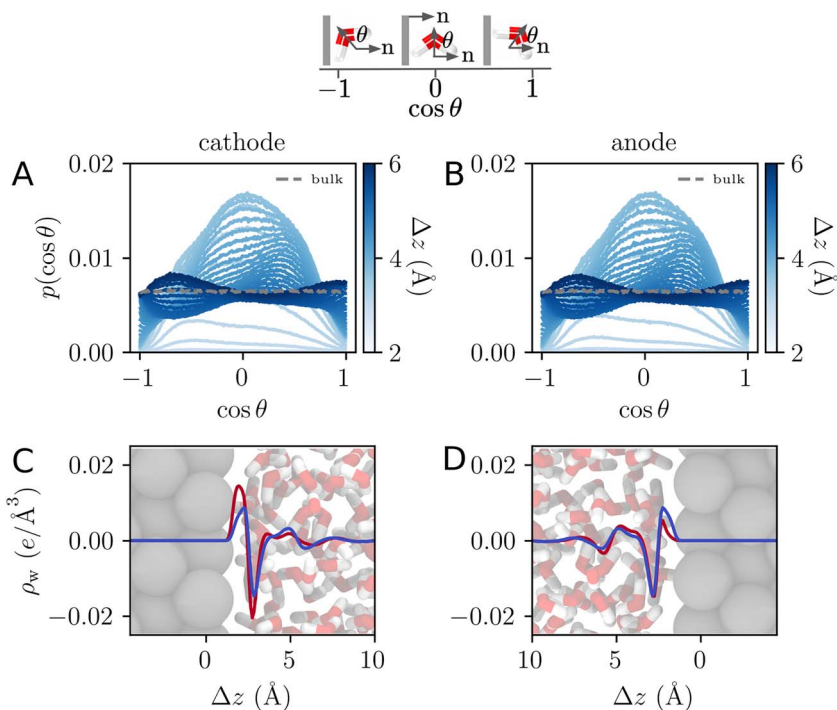 θ n n θ θ n
−1 0 1
cos θ
cathode anode
A B
0.02 6 0.02 6
bulk bulk
p(cos θ) 0.01 4 Δz (Å) 0.01 4 Δz (Å)
0.00 2 0.00 2
−1 0 1 −1 0 1
cos θ cos θ
C D
0.02 0.02
ρw (e/Å³) 0.00 0.00
−0.02 −0.02
0 5 10 10 5 0
Δz (Å) Δz (Å)